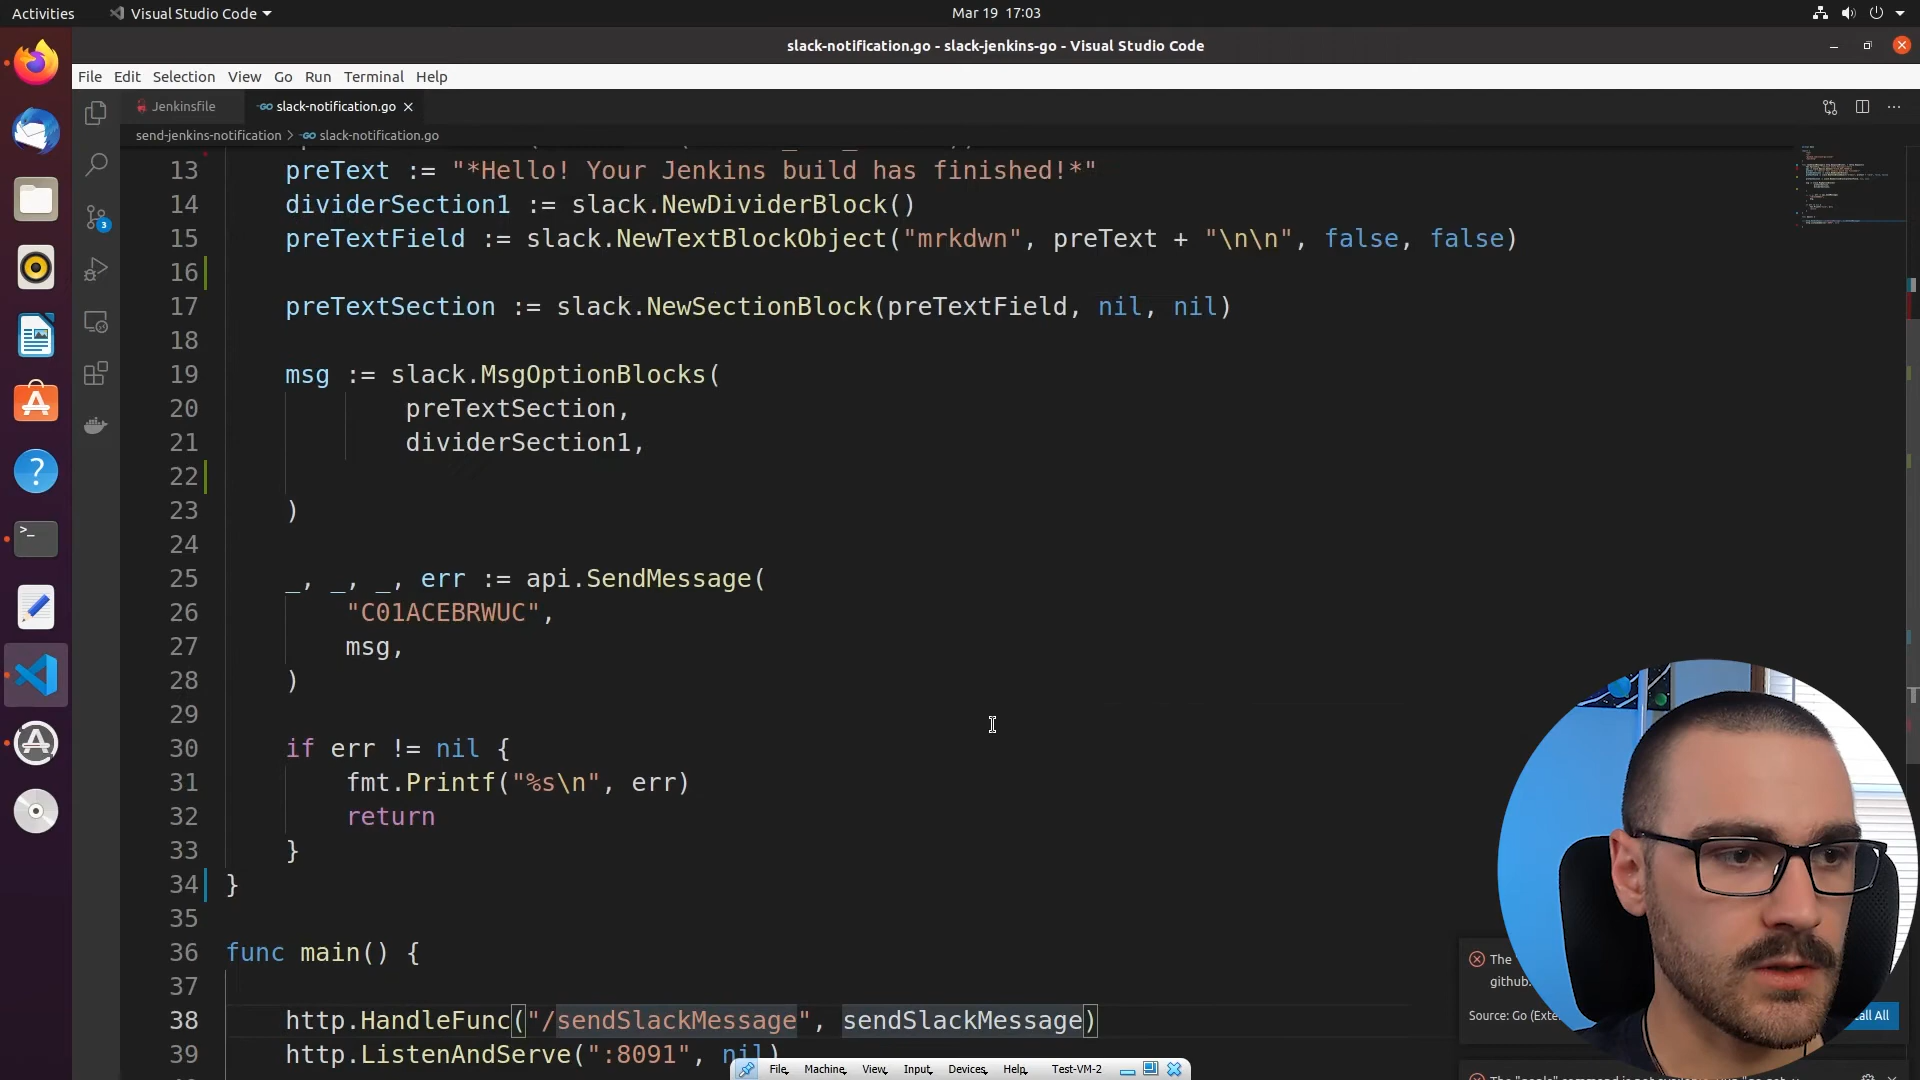 Activities
Visual Studio Code
Mar 19 17:03
slack-notification.go - slack-jenkins-go - Visual Studio Code
File Edit Selection View Go Run Terminal Help
Jenkinsfile
slack-notification.go
send-jenkins-notification > slack-notification.go
13 preText := "*Hello! Your Jenkins build has finished!*"
14 dividerSection1 := slack.NewDividerBlock()
15 preTextField := slack.NewTextBlockObject("mrkdwn", preText + "\n\n", false, false)
16
17 preTextSection := slack.NewSectionBlock(preTextField, nil, nil)
18
19 msg := slack.MsgOptionBlocks(
20 preTextSection,
21 dividerSection1,
22
23 )
24
25 _, _, _, err := api.SendMessage(
26 "C01ACEBRWUC",
27 msg,
28 )
29
30 if err != nil {
31 fmt.Printf("%s\n", err)
32 return
33 }
34 }
35
36 func main() {
37
38 http.HandleFunc("/sendSlackMessage", sendSlackMessage)
39 http.ListenAndServe(":8091", nil)
3
The
github.
Source: Go (Exte
all All
File Machine View Input Devices Help Test-VM-2